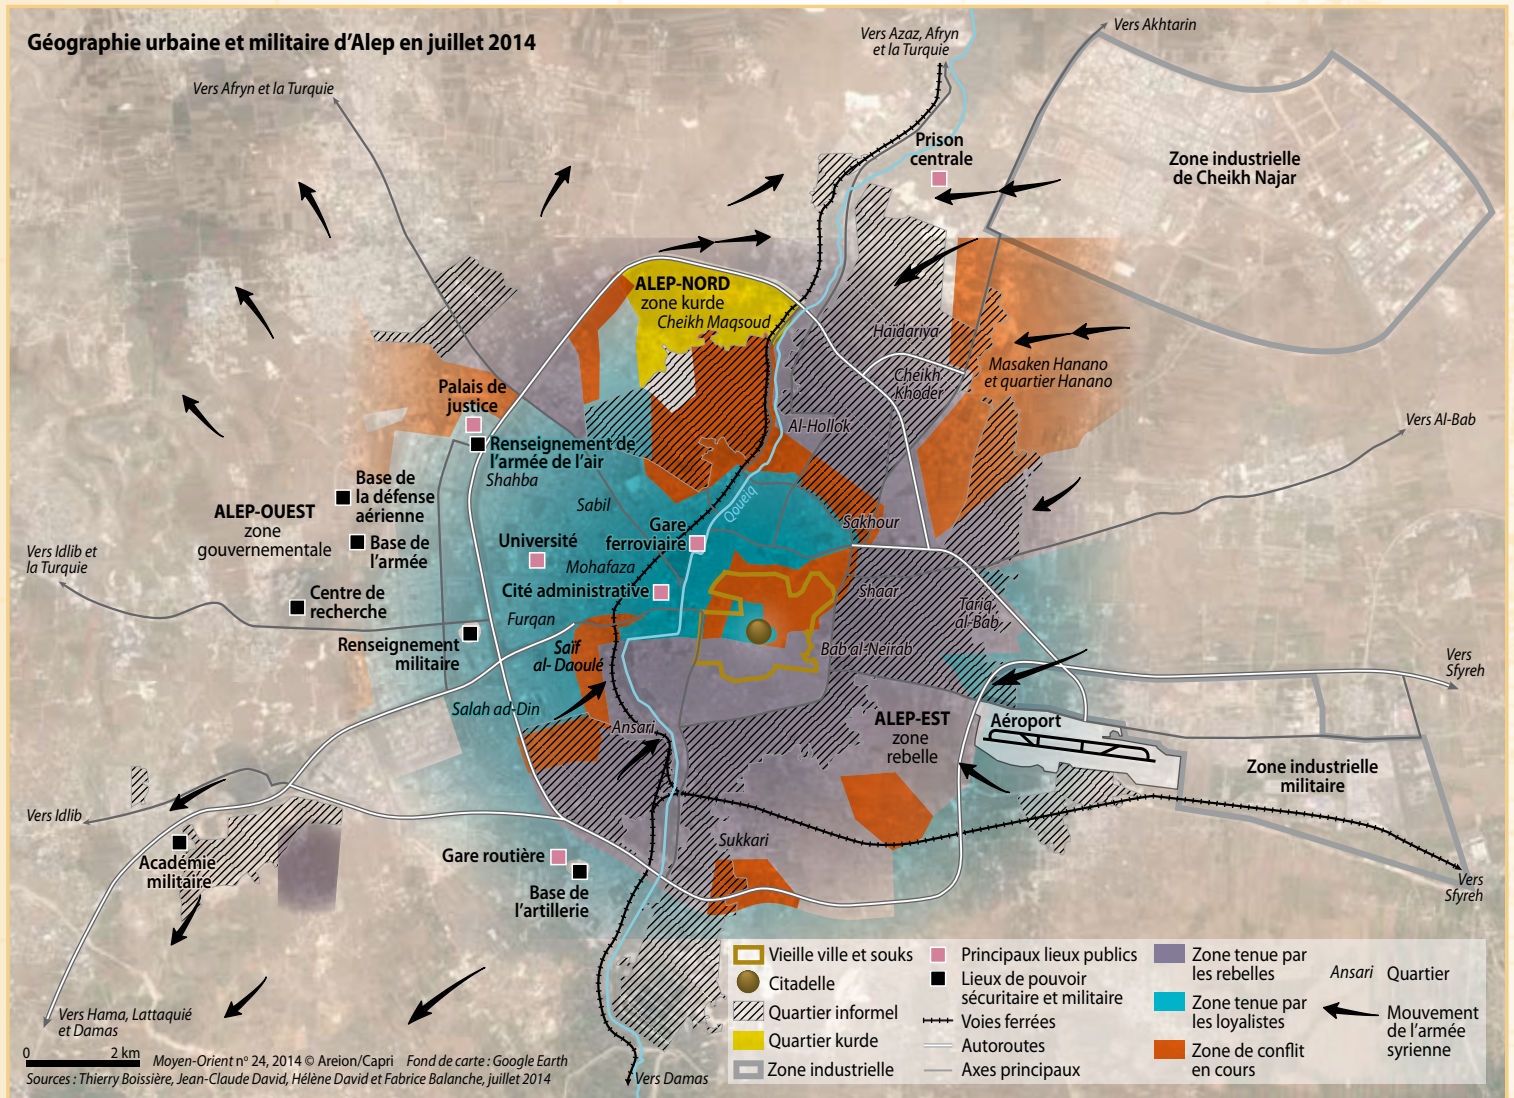 Géographie urbaine et militaire d'Alep en juillet 2014
Vers Azaz, Afryn
et la Turquie
Vers Akhtarin
Vers Afryn et la Turquie
Prison
centrale
Zone industrielle
de Cheikh Najar
ALEP-NORD
zone kurde
Cheikh Maqsoud
Haïdariya
Cheikh
Khoder
Masaken Hanano
et quartier Hanano
Palais de
justice
Al-Hollok
Vers Al-Bab
Renseignement de
l'armée de l'air
Shahba
Base de
la défense
aérienne
ALEP-OUEST
zone
gouvernementale
Sabil
Qoueiq
Sakhour
Gare
ferroviaire
Base de
l'armée
Université
Mohafaza
Vers Idlib et
la Turquie
Cité administrative
Shaar
Tariq
al-Bab
Centre de
recherche
Furqan
Renseignement
militaire
Saïf
al- Daoulé
Bab al-Neirab
Vers
Sfyreh
Salah ad-Din
Ansari
ALEP-EST
zone
rebelle
Aéroport
Zone industrielle
militaire
Vers Idlib
Sukkari
Académie
militaire
Gare routière
Base de
l'artillerie
Vers
Sfyreh
Vers Hama, Lattaquié
et Damas
Vers Damas
Vieille ville et souks
Citadelle
Quartier informel
Quartier kurde
Zone industrielle
Principaux lieux publics
Lieux de pouvoir
sécuritaire et militaire
Voies ferrées
Autoroutes
Axes principaux
Zone tenue par
les rebelles
Zone tenue par
les loyalistes
Zone de conflit
en cours
Ansari Quartier
Mouvement
de l'armée
syrienne
0 2 km
Moyen-Orient nº 24, 2014 © Areion/Capri Fond de carte : Google Earth
Sources : Thierry Boissière, Jean-Claude David, Hélène David et Fabrice Balanche, juillet 2014